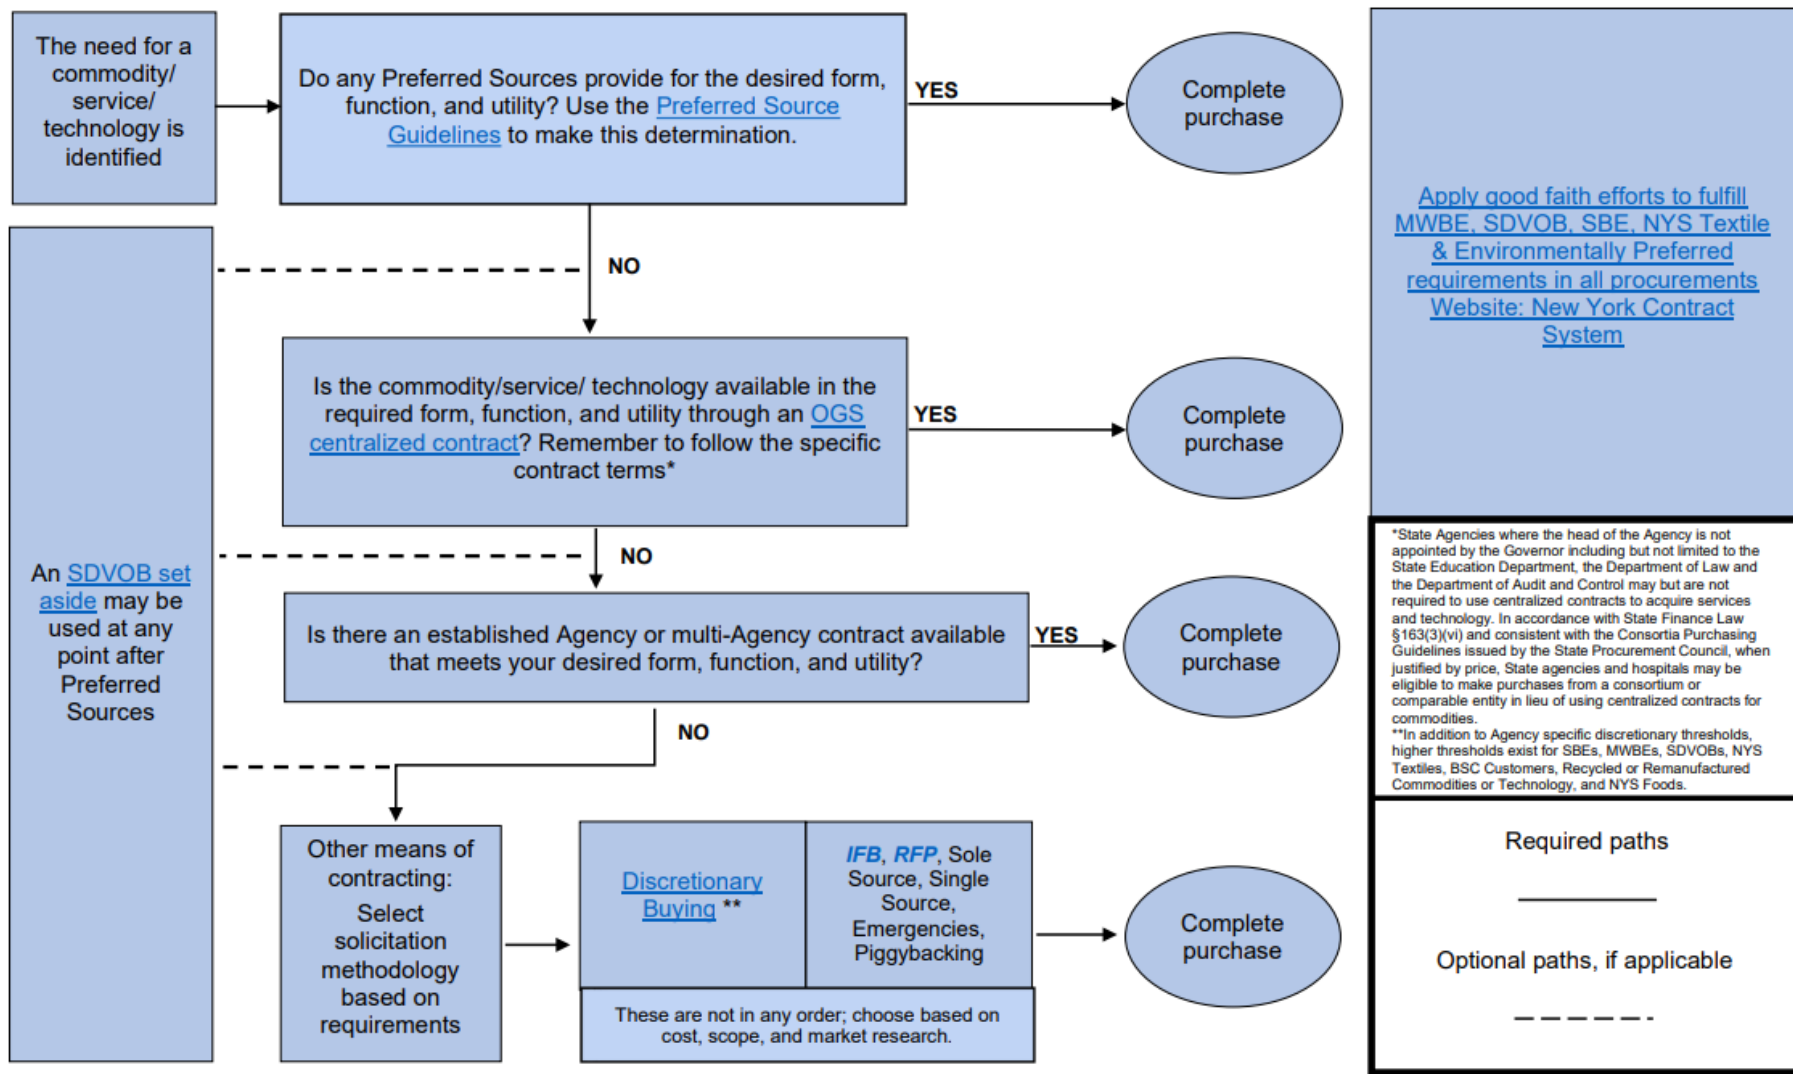 The need for a
commodity/
service/
technology is
identified
Do any Preferred Sources provide for the desired form,
function, and utility? Use the Preferred Source
Guidelines to make this determination.
YES
Complete
purchase
NO
Is the commodity/service/ technology available in the
required form, function, and utility through an OGS
centralized contract? Remember to follow the specific
contract terms*
YES
Complete
purchase
NO
Is there an established Agency or multi-Agency contract available
that meets your desired form, function, and utility?
YES
Complete
purchase
NO
An SDVOB set
aside may be
used at any
point after
Preferred
Sources
Other means of
contracting:
Select
solicitation
methodology
based on
requirements
Discretionary
Buying **
IFB, RFP, Sole
Source, Single
Source,
Emergencies,
Piggybacking
These are not in any order; choose based on
cost, scope, and market research.
Complete
purchase
Apply good faith efforts to fulfill
MWBE, SDVOB, SBE, NYS Textile
& Environmentally Preferred
requirements in all procurements
Website: New York Contract
System
*State Agencies where the head of the Agency is not
appointed by the Governor including but not limited to the
State Education Department, the Department of Law and
the Department of Audit and Control may but are not
required to use centralized contracts to acquire services
and technology. In accordance with State Finance Law
§163(3)(vi) and consistent with the Consortia Purchasing
Guidelines issued by the State Procurement Council, when
justified by price, State agencies and hospitals may be
eligible to make purchases from a consortium or
comparable entity in lieu of using centralized contracts for
commodities.
**In addition to Agency specific discretionary thresholds,
higher thresholds exist for SBEs, MWBEs, SDVOBs, NYS
Textiles, BSC Customers, Recycled or Remanufactured
Commodities or Technology, and NYS Foods.
Required paths
Optional paths, if applicable